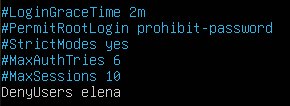 #LoginGraceTime 2m
#PermitRootLogin prohibit-password
#StrictModes yes
#MaxAuthTries 6
#MaxSessions 10
DenyUsers elena